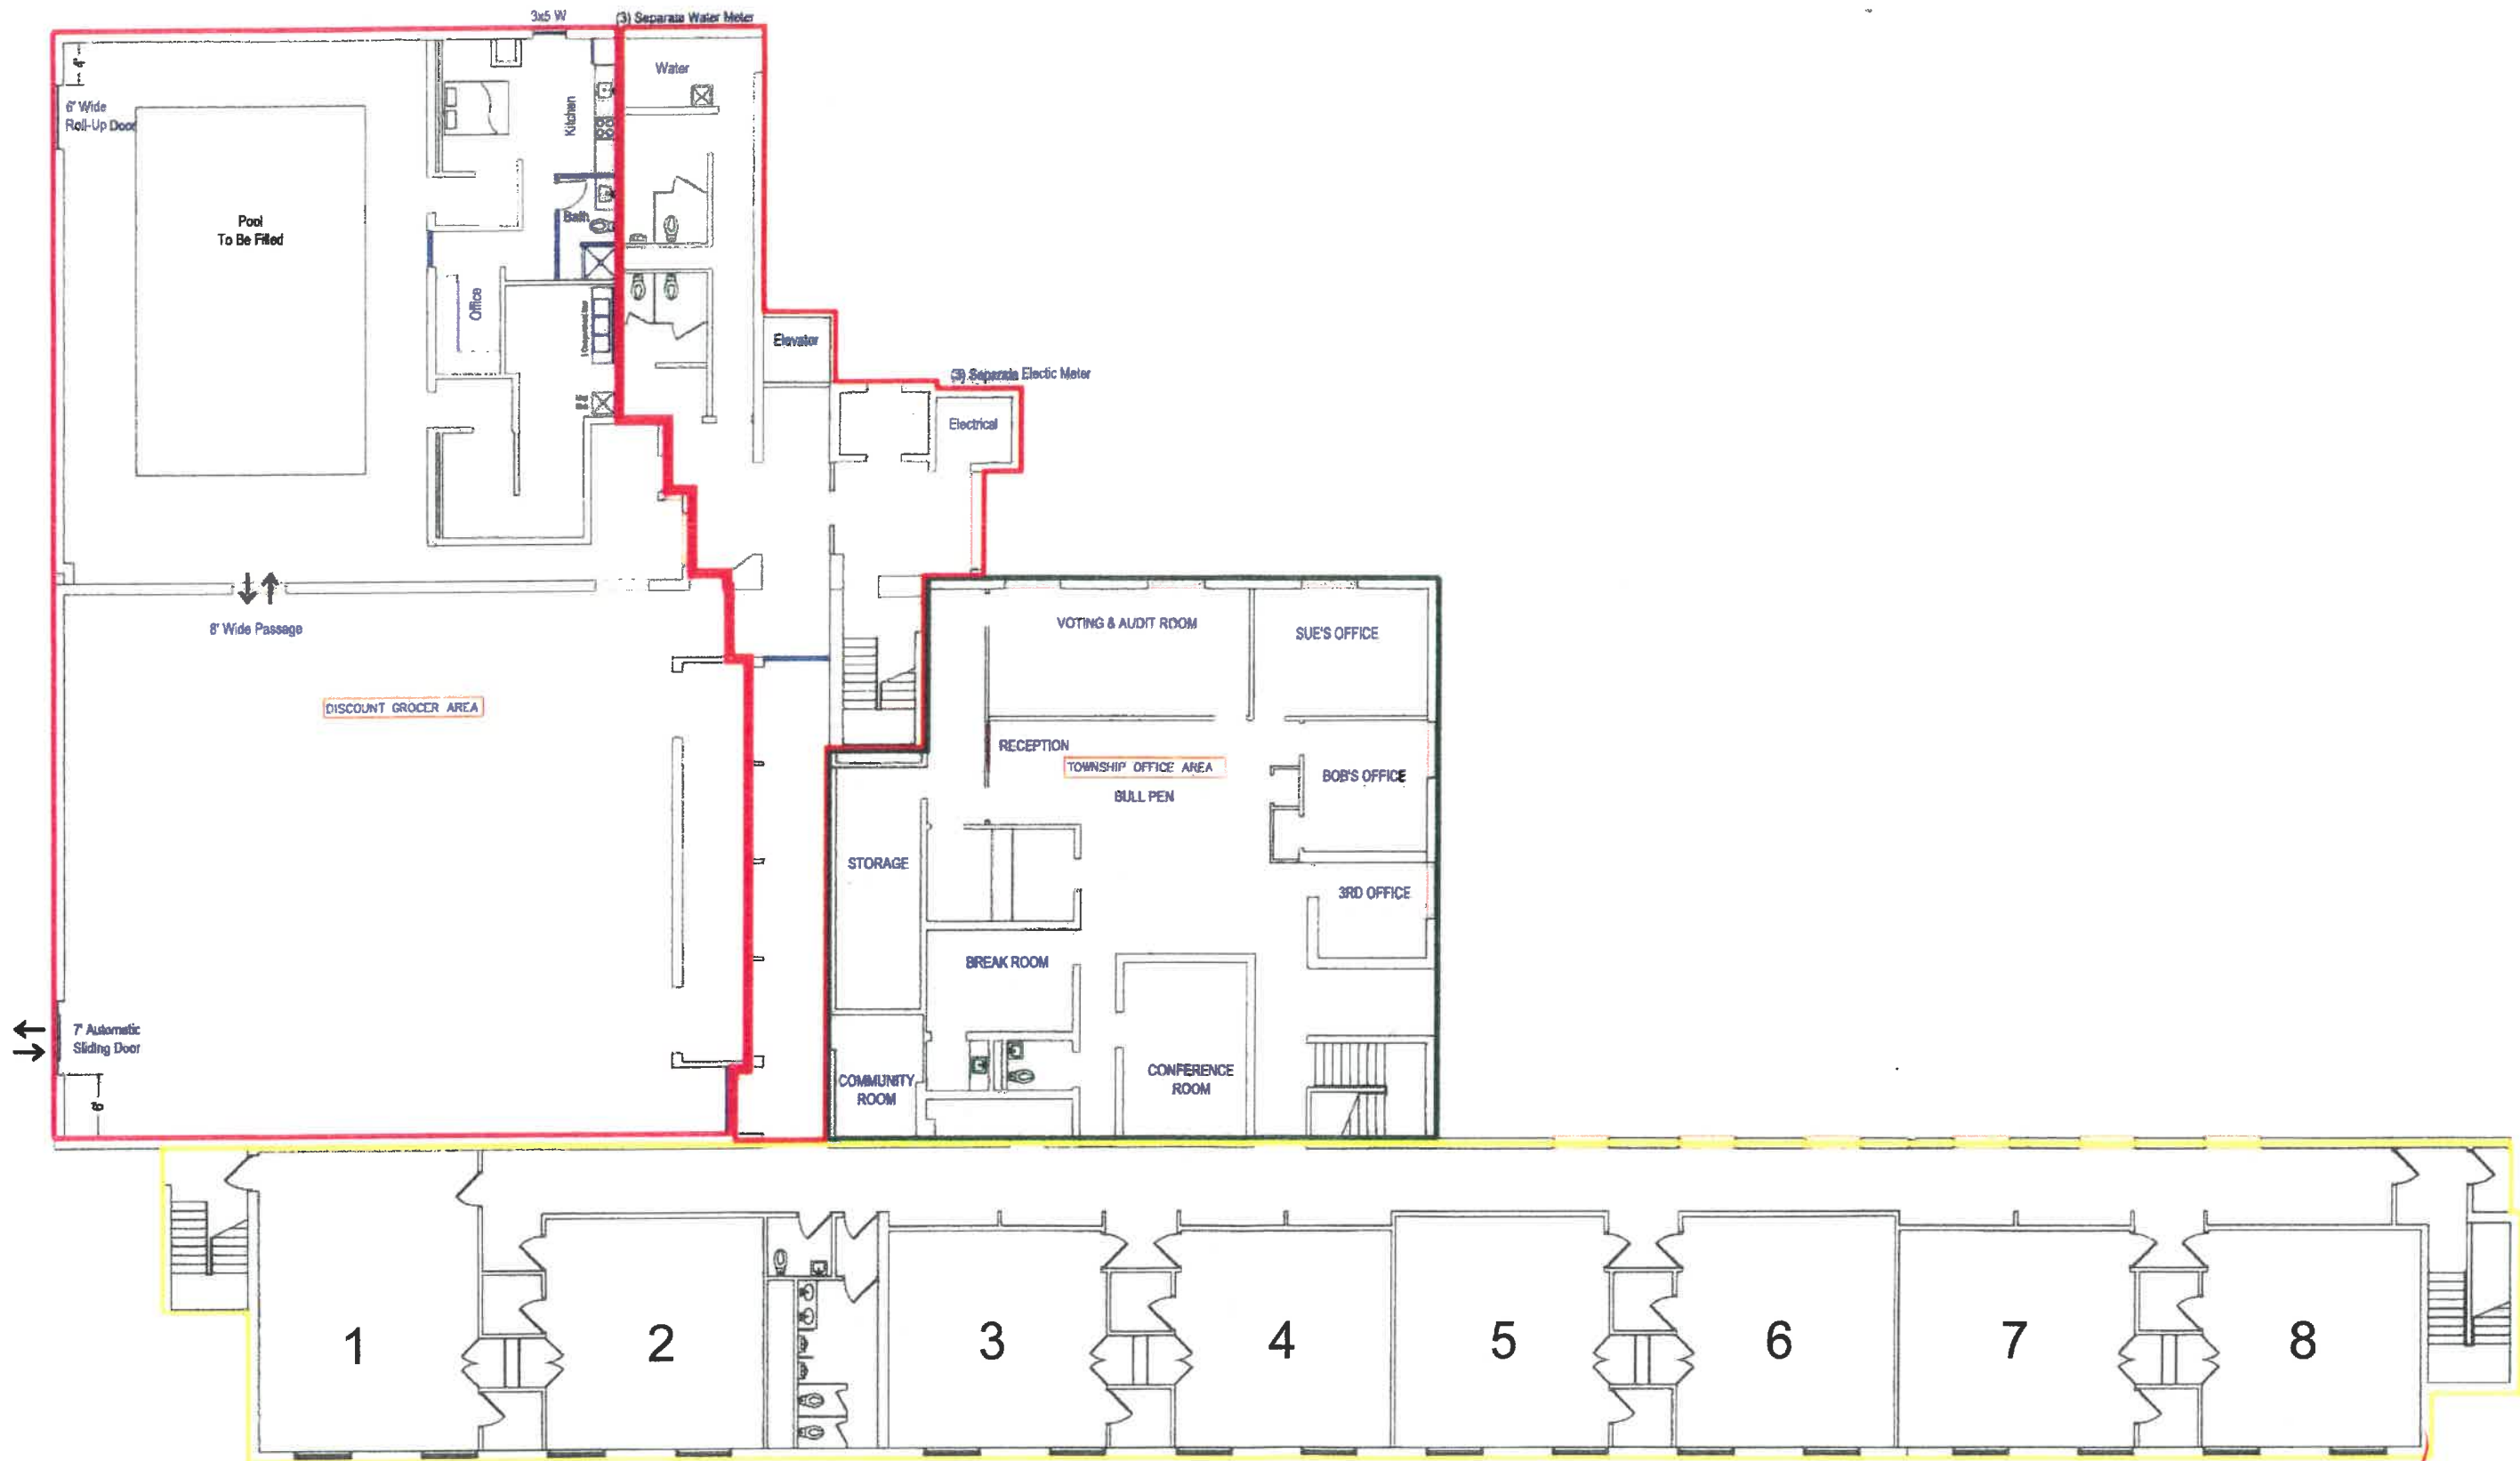 3x5 W
(3) Separate Water Meter
4'
Water
6' Wide
Roll-Up Door
Kitchen
Pool
To Be Filled
Bath
Office
Elevator
(3) Separate Electic Meter
Electrical
8' Wide Passage
VOTING & AUDIT ROOM
SUE'S OFFICE
DISCOUNT GROCER AREA
RECEPTION
TOWNSHIP OFFICE AREA
BOB'S OFFICE
BULL PEN
STORAGE
3RD OFFICE
BREAK ROOM
7' Automatic
Sliding Door
COMMUNITY
ROOM
CONFERENCE
ROOM
6'
1
2
3
4
5
6
7
8